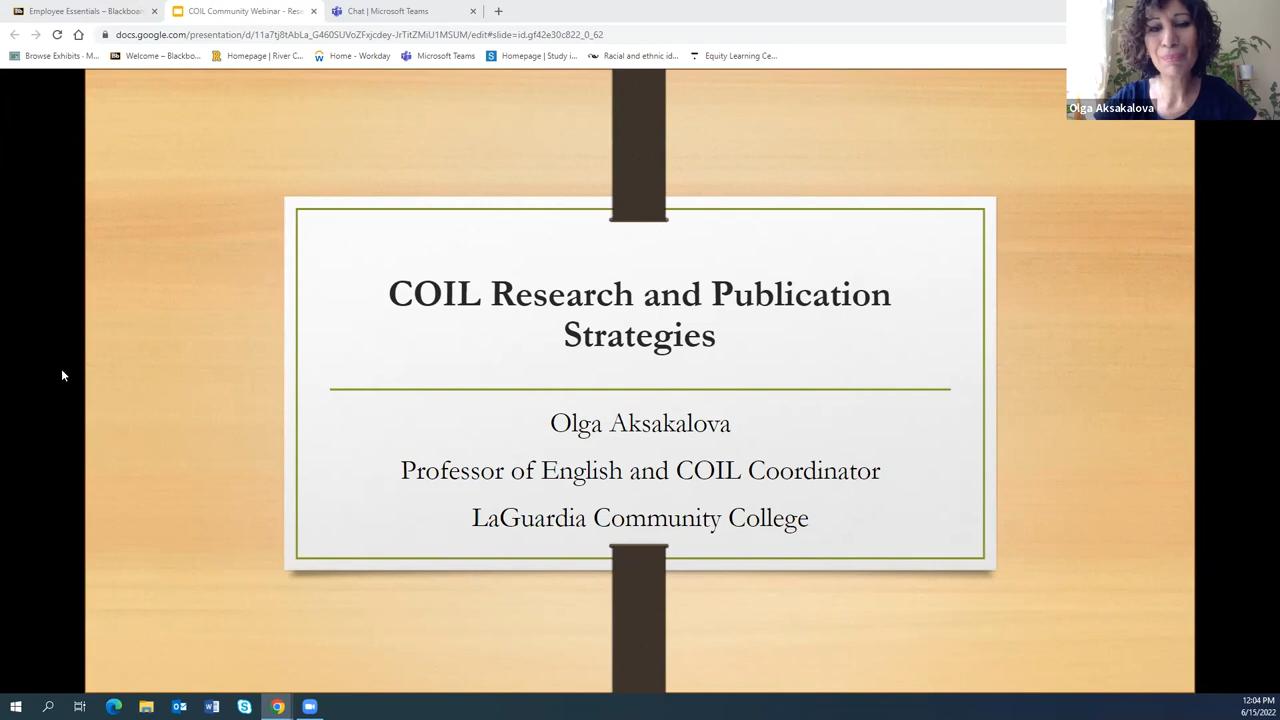 Employee Essentials – Blackboar
COIL Community Webinar - Rese
Chat | Microsoft Teams
docs.google.com/presentation/d/11a7tj8tAbLa_G460SUVoZFxjcdey-JrTitZMiU1MSUM/edit#slide=id.gf42e30c822_0_62
Browse Exhibits - M...
Welcome – Blackbo...
Homepage | River C...
Home - Workday
Microsoft Teams
Homepage | Study i...
Racial and ethnic id...
Equity Learning Ce...
Olga Aksakalova
COIL Research and Publication
Strategies
Olga Aksakalova
Professor of English and COIL Coordinator
LaGuardia Community College
12:04 PM
6/15/2022